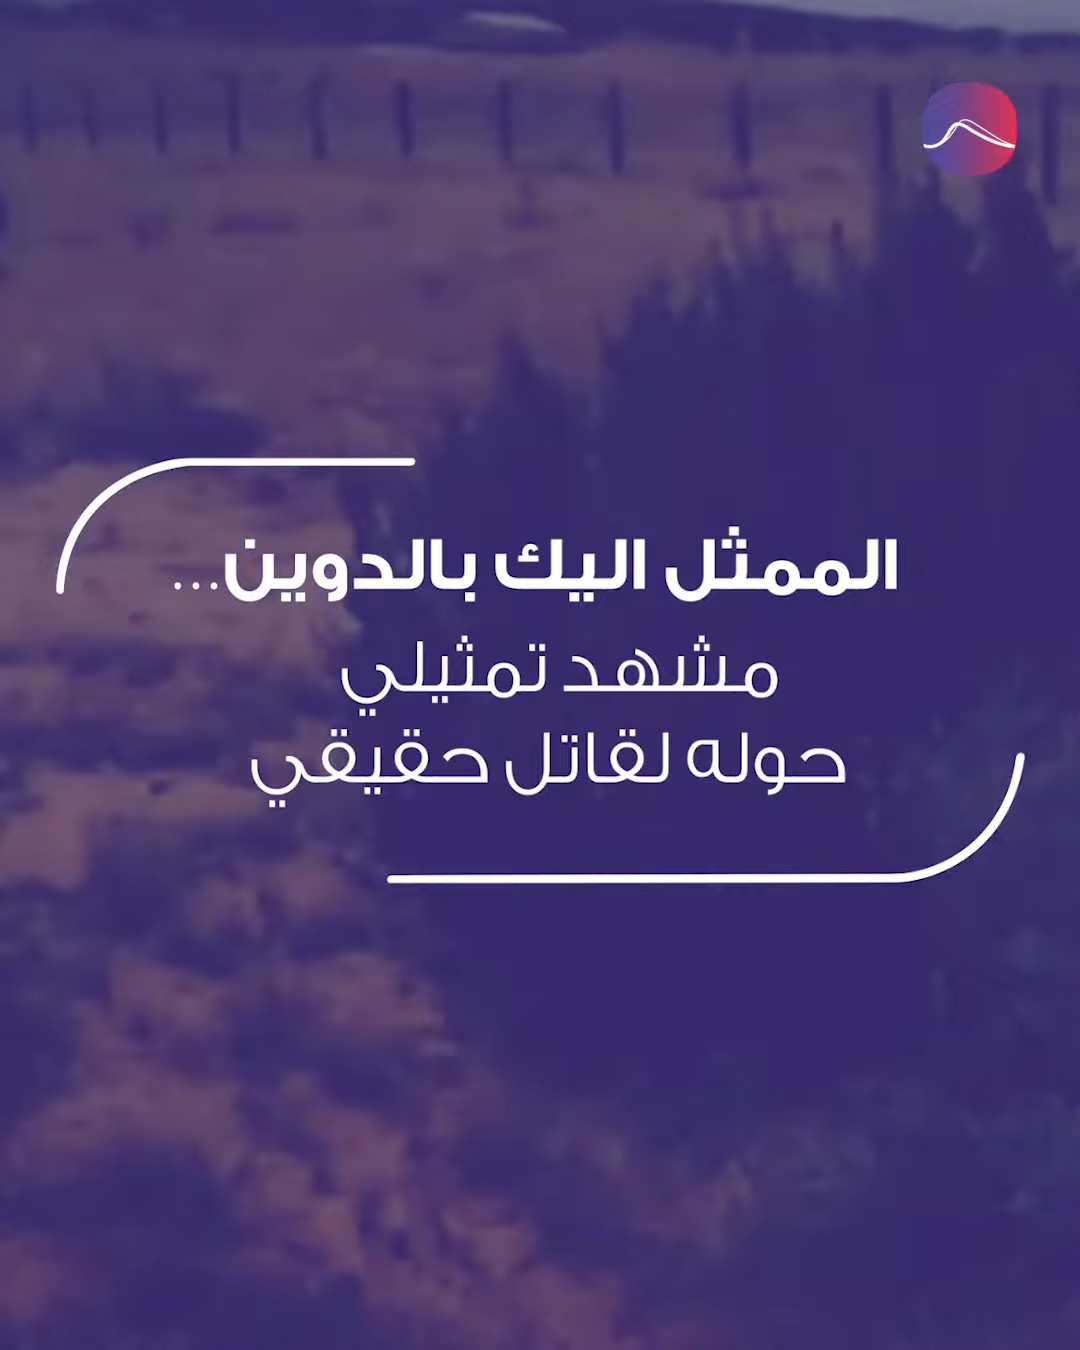 الممثل اليك بالدوين...
مشهد تمثيلي
حوله لقاتل حقيقي